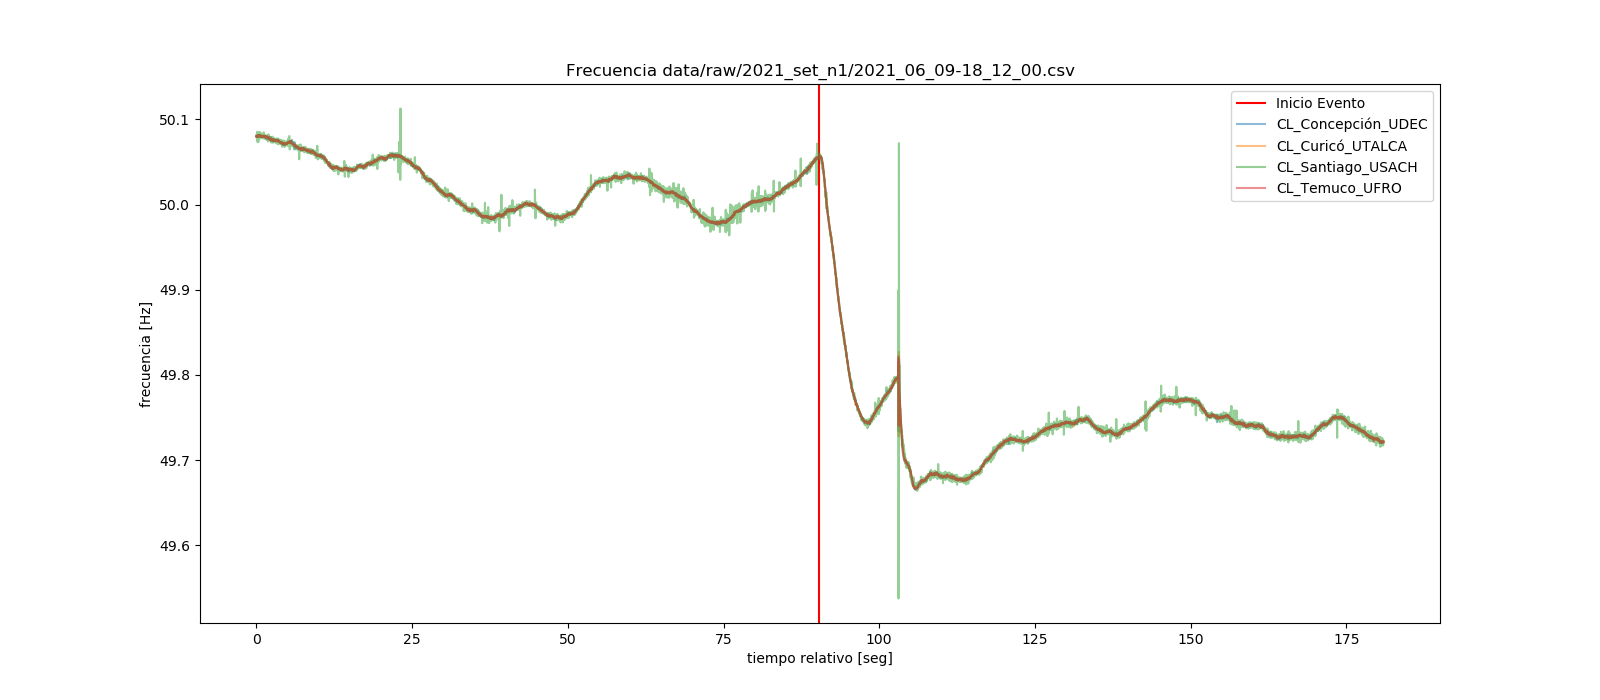 Frecuencia data/raw/2021_set_n1/2021_06_09-18_12_00.csv
Inicio Evento
CL_Concepción_UDEC
CL_Curicó_UTALCA
CL_Santiago_USACH
CL_Temuco_UFRO
50.1
50.0
49.9
49.8
49.7
49.6
frecuencia [Hz]
0 25 50 75 100 125 150 175
tiempo relativo [seg]